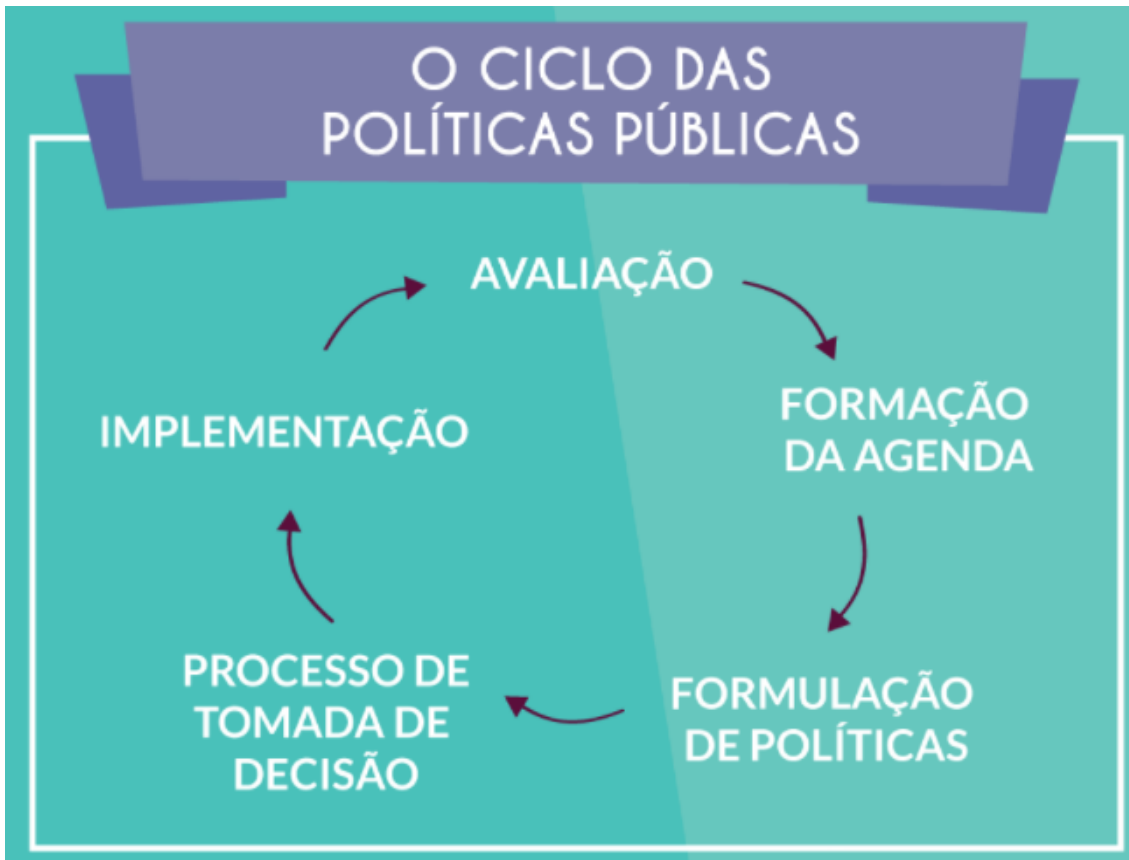 O CICLO DAS
POLÍTICAS PÚBLICAS
AVALIAÇÃO
FORMAÇÃO
DA AGENDA
FORMULAÇÃO
DE POLÍTICAS
PROCESSO DE
TOMADA DE
DECISÃO
IMPLEMENTAÇÃO